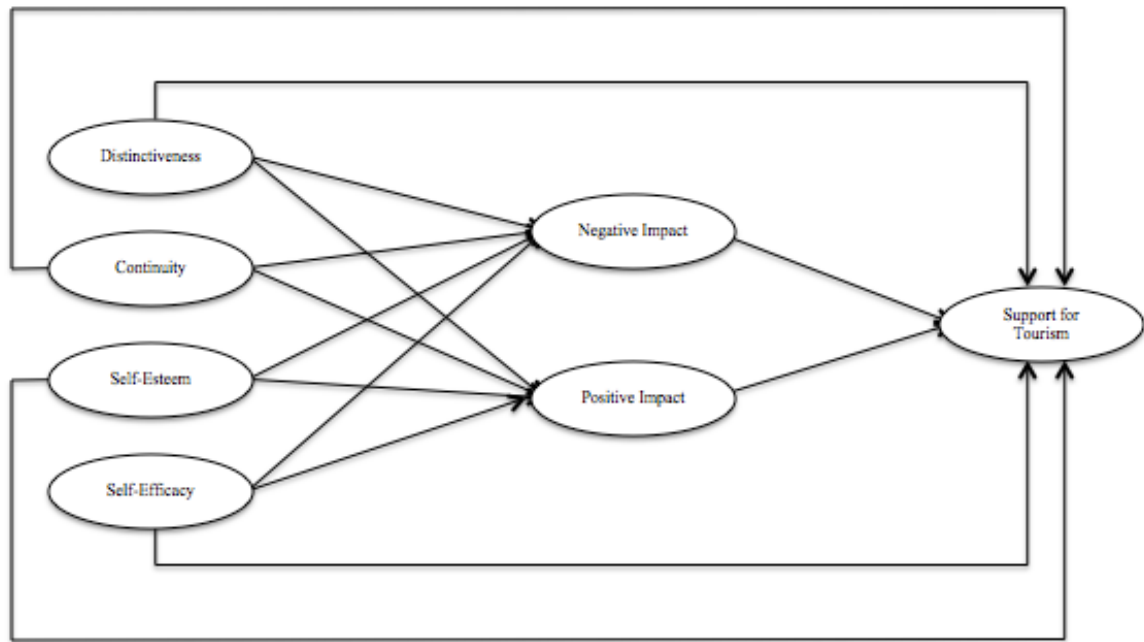 Distinctiveness
Continuity
Self-Esteem
Self-Efficacy
Negative Impact
Positive Impact
Support for
Tourism